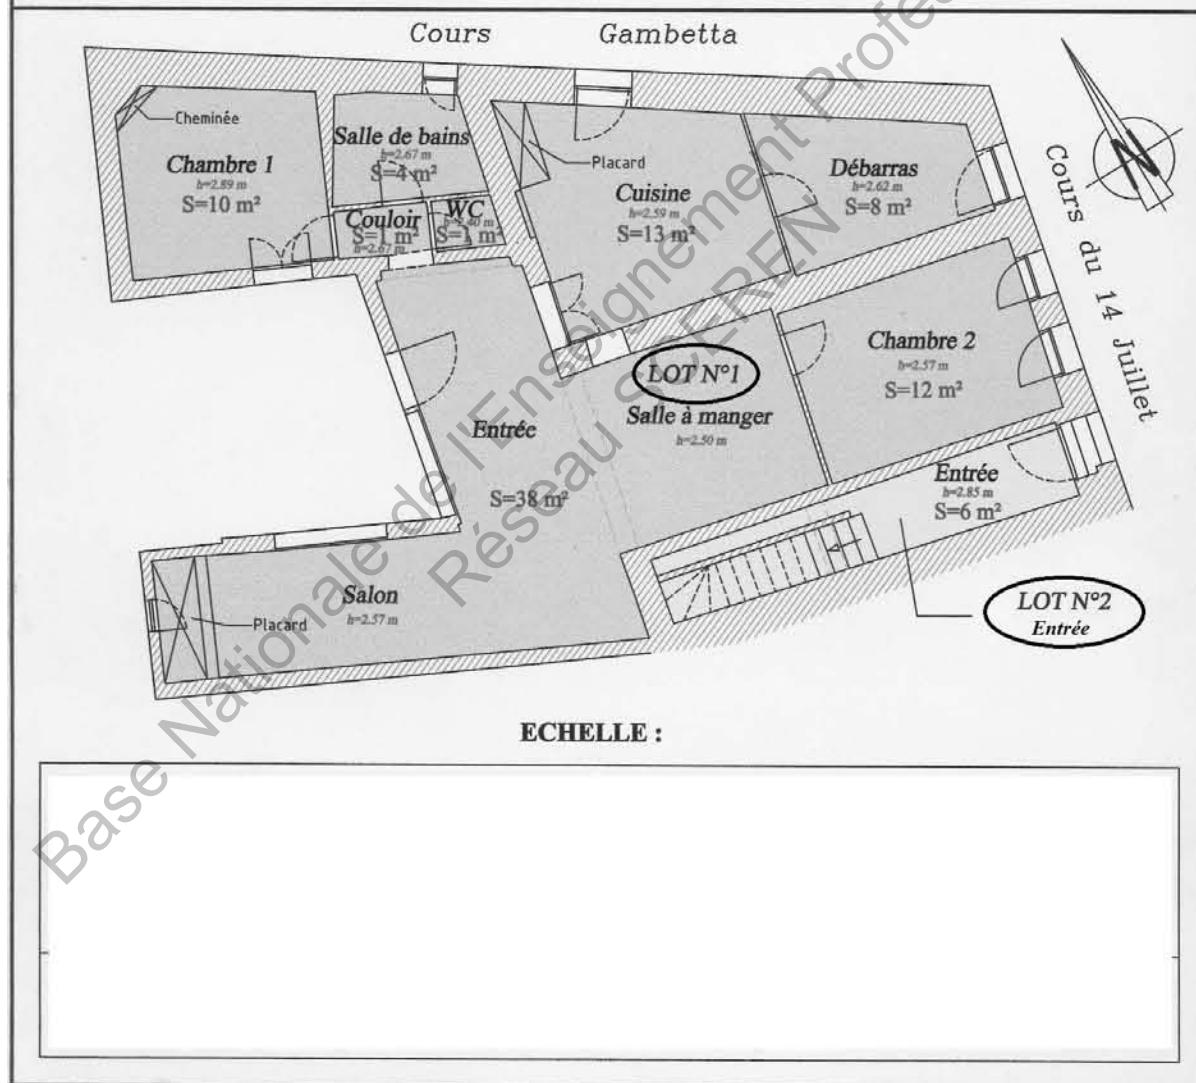 Cours Gambetta
Cheminée
Chambre 1
h=2.89 m
S=10 m²
Salle de bains
h=2.67 m
S=4 m²
Couloir
S=1 m²
h=2.67 m
WC
h=2.40 m
S=1 m²
Placard
Cuisine
h=2.59 m
S=13 m²
Débarras
h=2.62 m
S=8 m²
N
Cours du 14 Juillet
Chambre 2
h=2.57 m
S=12 m²
LOT N°1
Salle à manger
h=2.50 m
Entrée
S=38 m²
Entrée
h=2.85 m
S=6 m²
Salon
h=2.57 m
Placard
LOT N°2
Entrée
ECHELLE :
Base Nationale de l'Enseignement
Réseau SCEREN